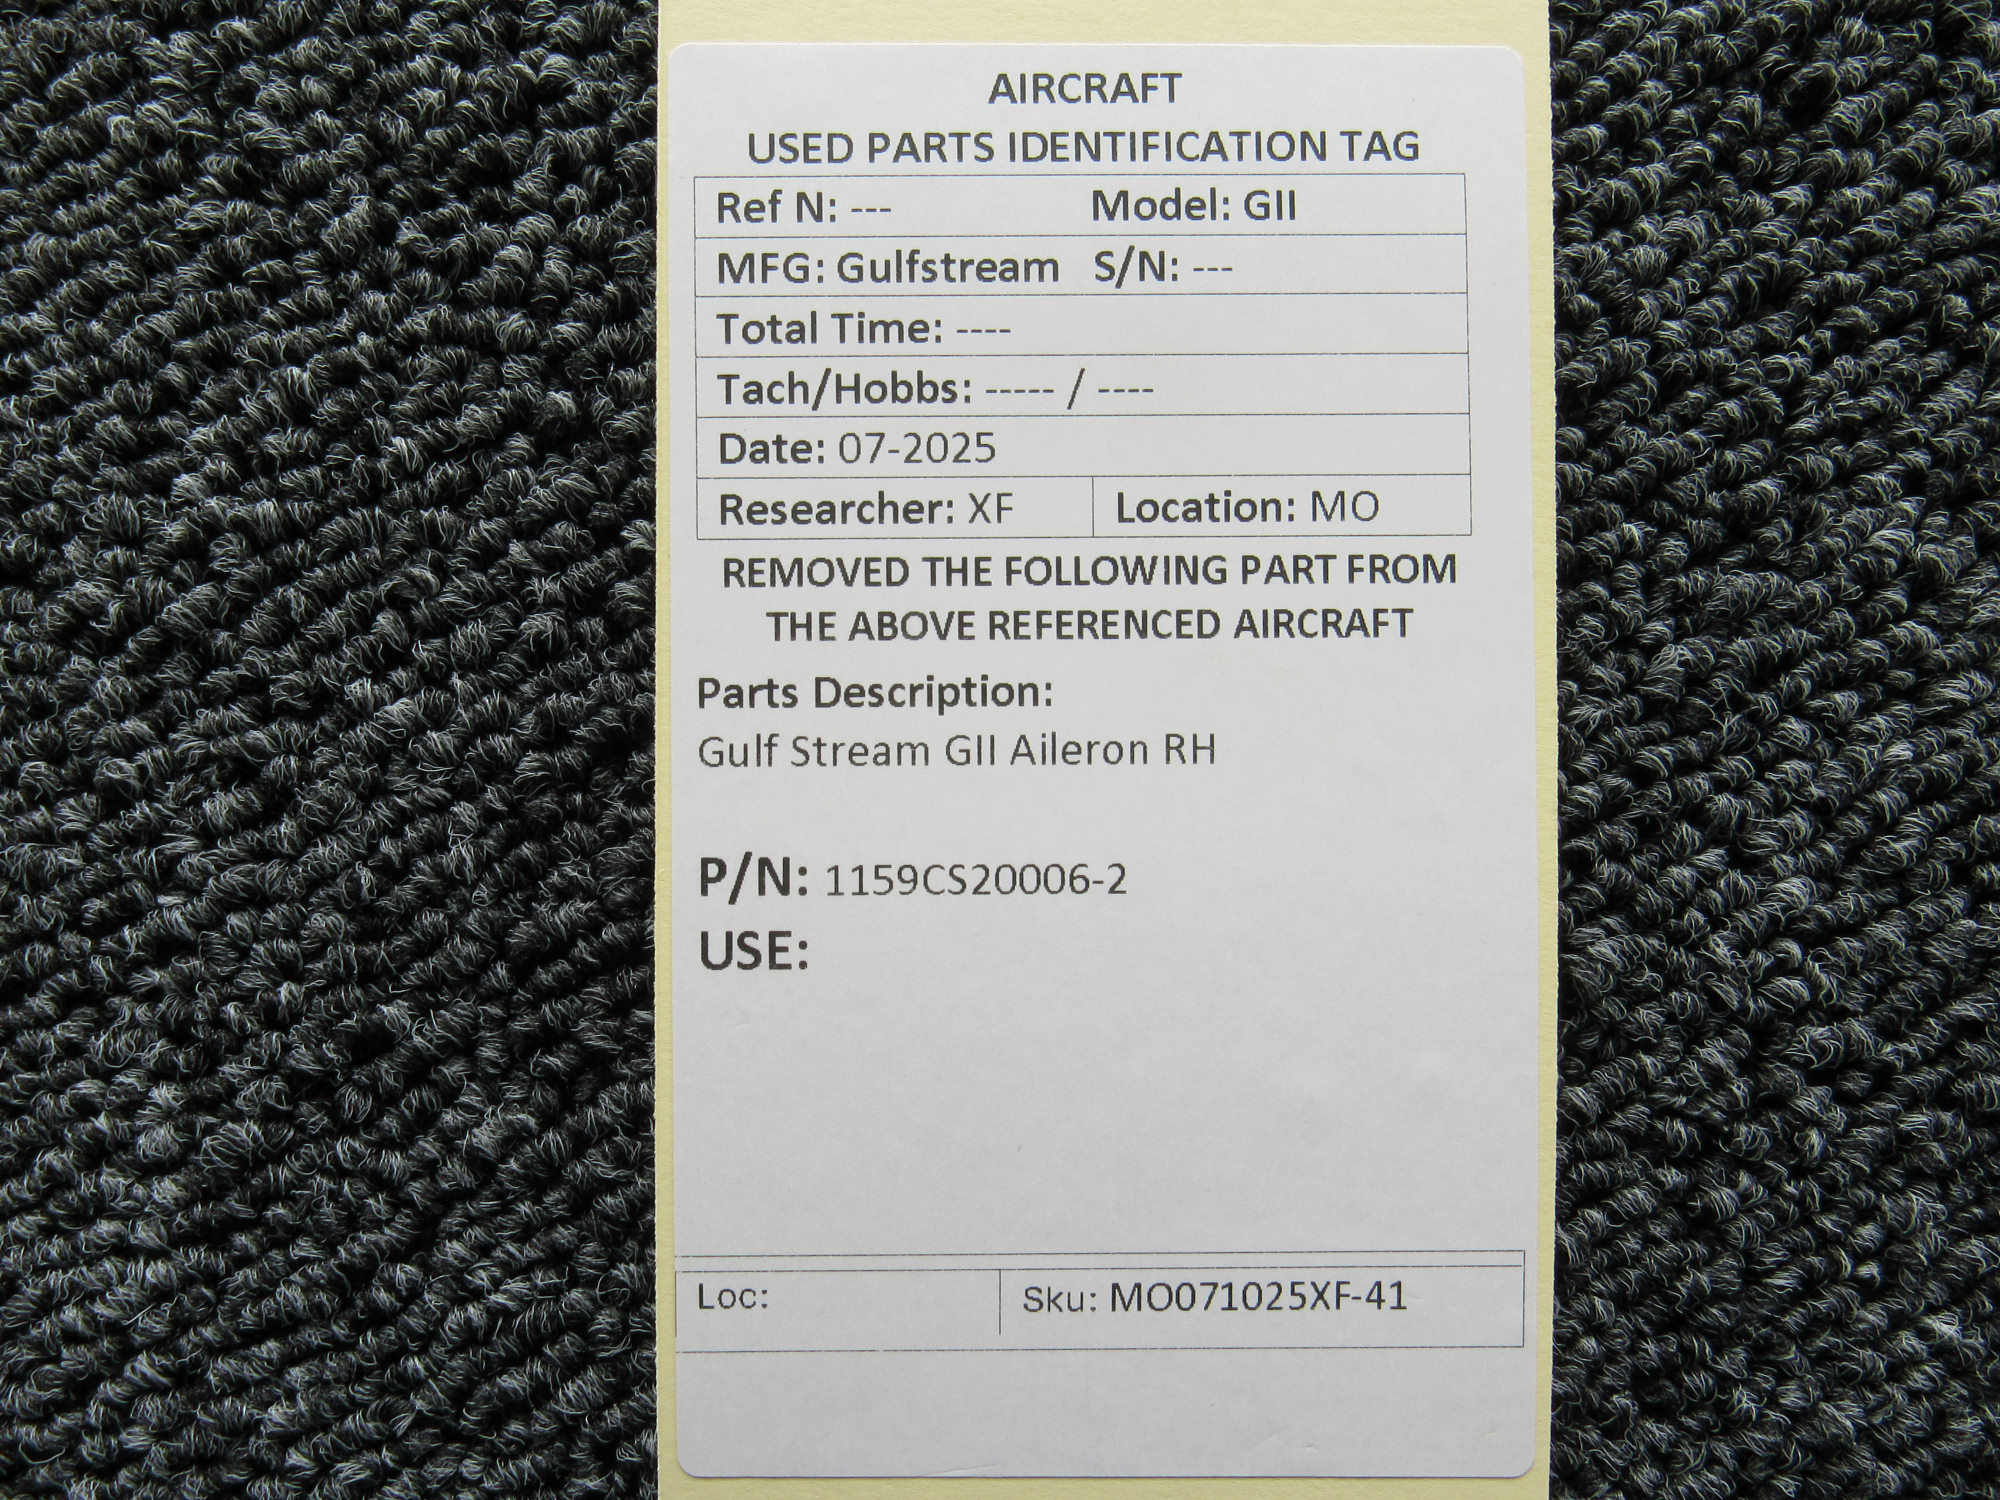 AIRCRAFT
USED PARTS IDENTIFICATION TAG
Ref N: --- Model: GII
MFG: Gulfstream S/N: ---
Total Time: ----
Tach/Hobbs: ----- / ----
Date: 07-2025
Researcher: XF Location: MO
REMOVED THE FOLLOWING PART FROM
THE ABOVE REFERENCED AIRCRAFT
Parts Description:
Gulf Stream GII Aileron RH
P/N: 1159CS20006-2
USE:
Loc: Sku: MO071025XF-41